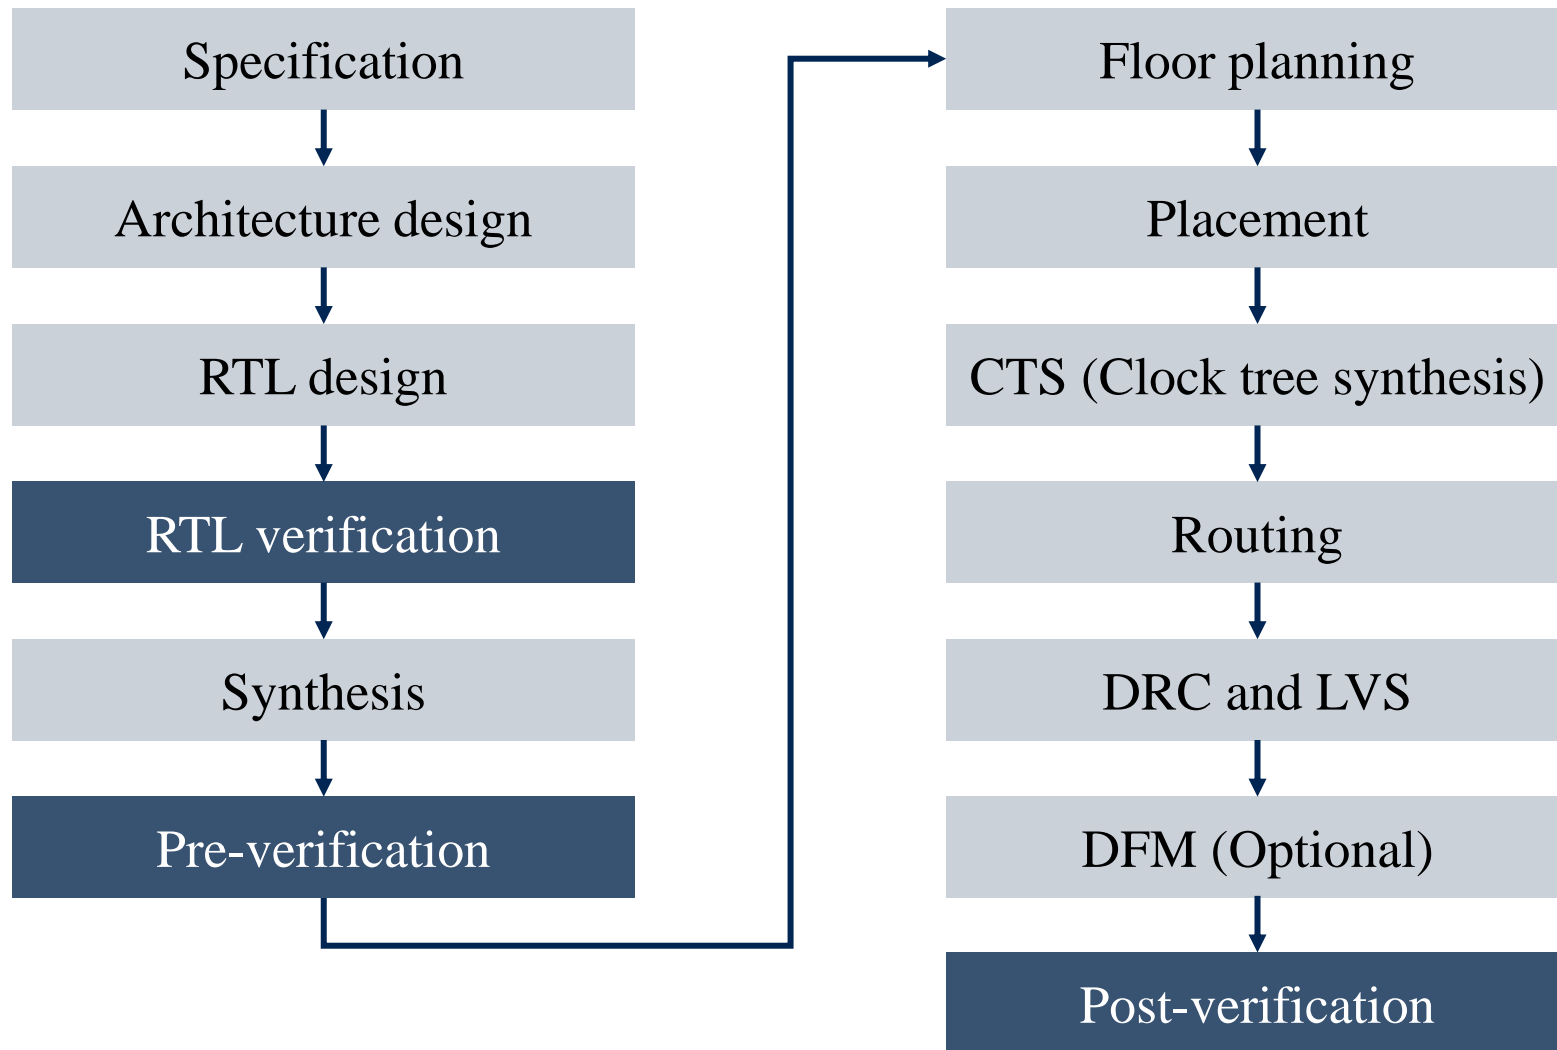 Specification
Architecture design
RTL design
RTL verification
Synthesis
Pre-verification
Floor planning
Placement
CTS (Clock tree synthesis)
Routing
DRC and LVS
DFM (Optional)
Post-verification